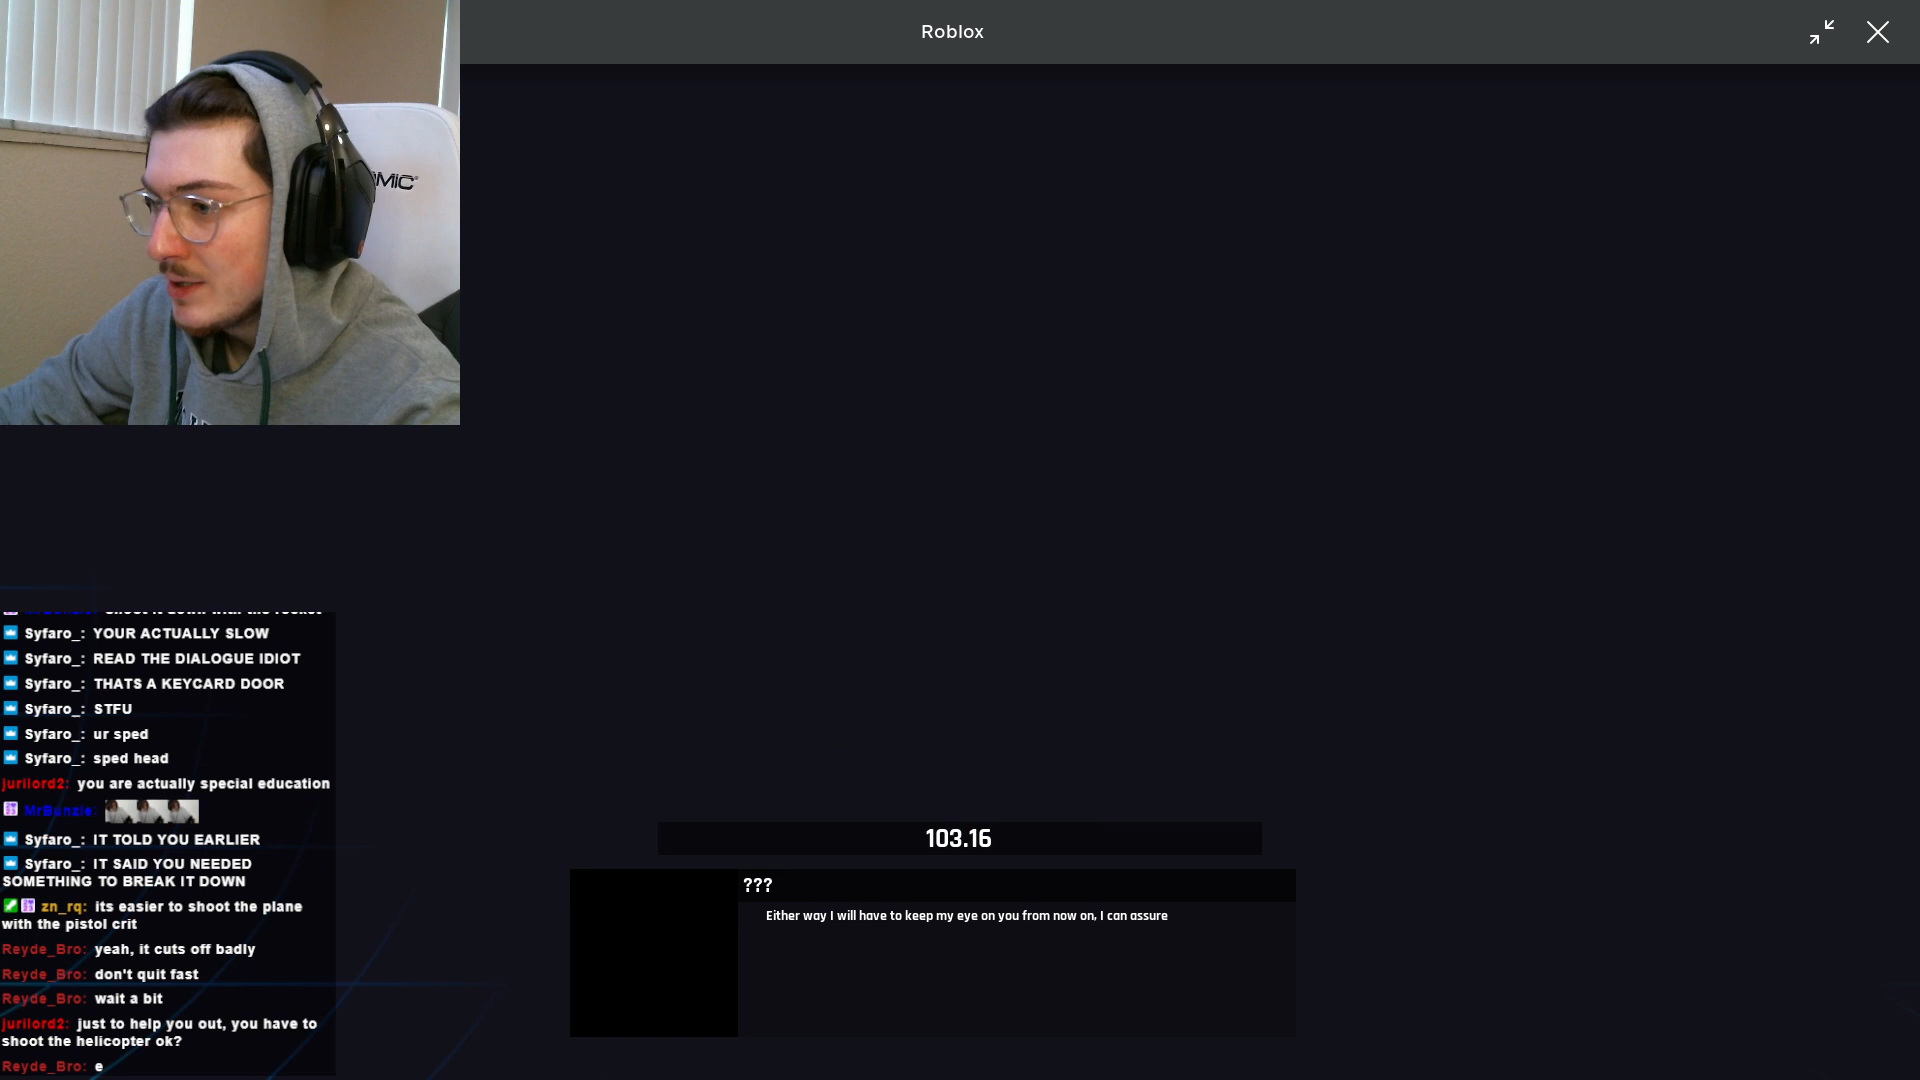 Roblox
MIC
Syfaro_: YOUR ACTUALLY SLOW
Syfaro_: READ THE DIALOGUE IDIOT
Syfaro_: THATS A KEYCARD DOOR
Syfaro_: STFU
Syfaro_: ur sped
Syfaro_: sped head
jurilord2: you are actually special education
MrBunzie:
Syfaro_: IT TOLD YOU EARLIER
Syfaro_: IT SAID YOU NEEDED
SOMETHING TO BREAK IT DOWN
zn_rq: its easier to shoot the plane
with the pistol crit
Reyde_Bro: yeah, it cuts off badly
Reyde_Bro: don't quit fast
Reyde_Bro: wait a bit
jurilord2: just to help you out, you have to
shoot the helicopter ok?
Reyde_Bro: e
103.16
???
Either way I will have to keep my eye on you from now on, I can assure